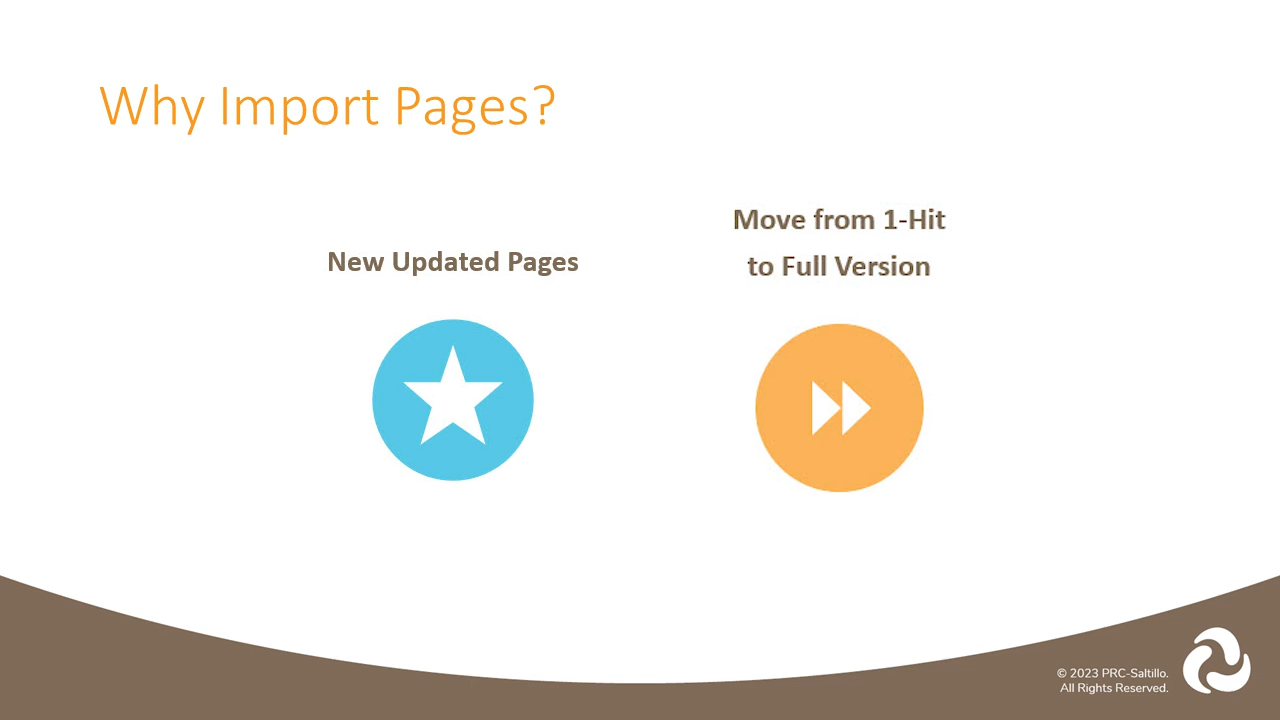 Why Import Pages?
New Updated Pages
Move from 1-Hit
to Full Version
© 2023 PRC-Saltillo.
All Rights Reserved.